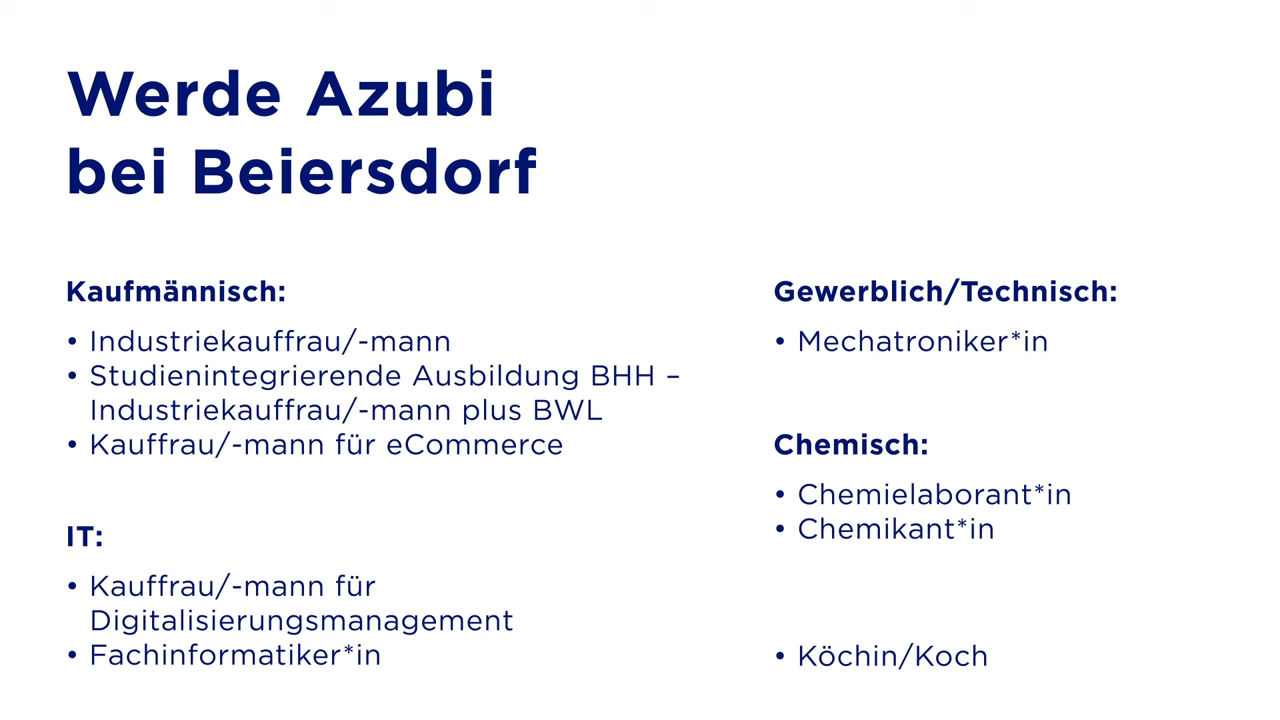 Werde Azubi
bei Beiersdorf
Kaufmännisch:
• Industriekauffrau/-mann
• Studienintegrierende Ausbildung BHH –
Industriekauffrau/-mann plus BWL
• Kauffrau/-mann für eCommerce
IT:
• Kauffrau/-mann für
Digitalisierungsmanagement
• Fachinformatiker*in
Gewerblich/Technisch:
• Mechatroniker*in
Chemisch:
• Chemielaborant*in
• Chemikant*in
• Köchin/Koch